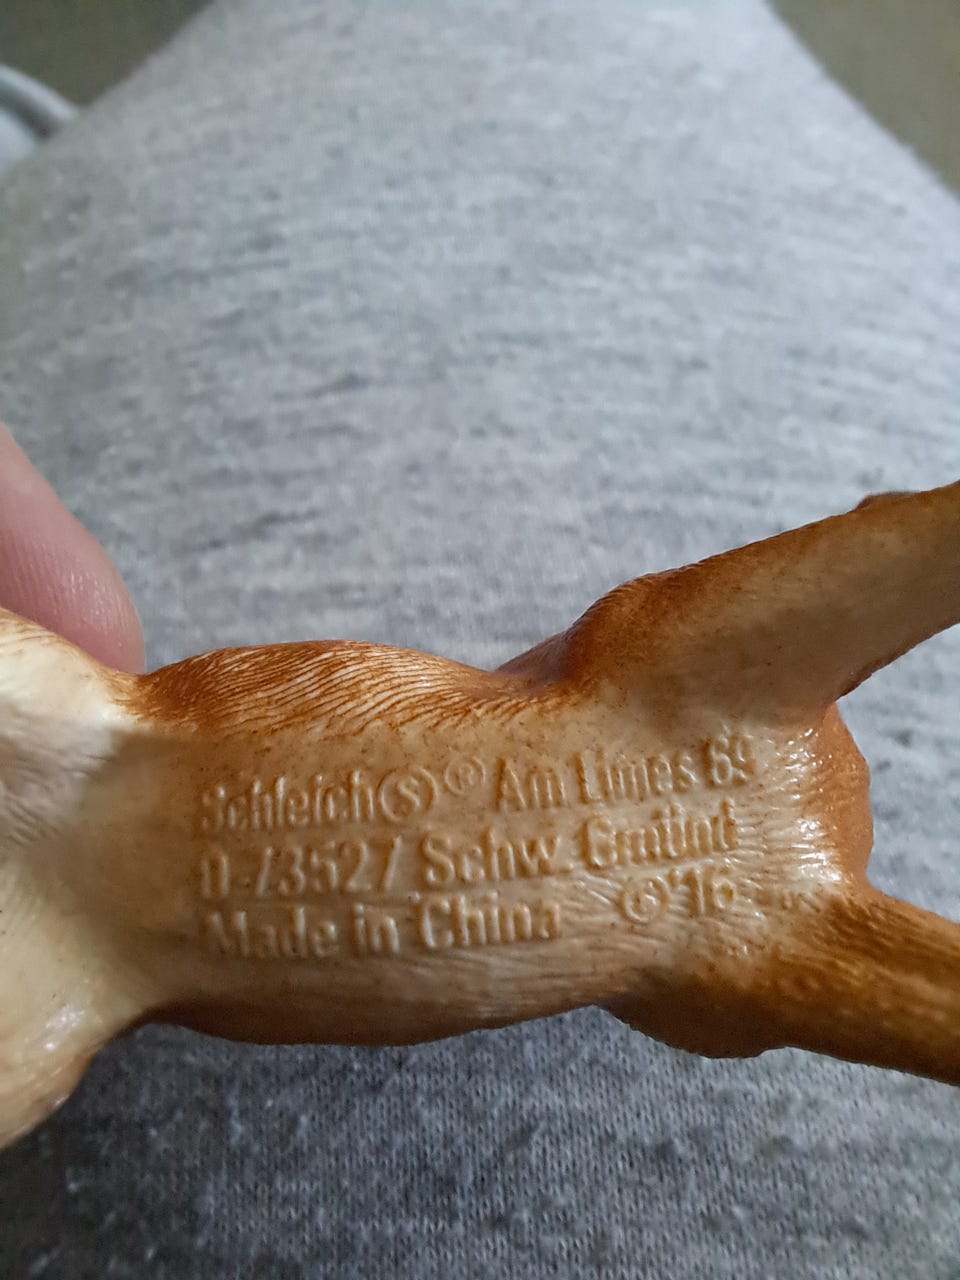 Schleich Ⓢ ® Am Limes 69
D-73527 Schw. Gmünd
Made in China © '16